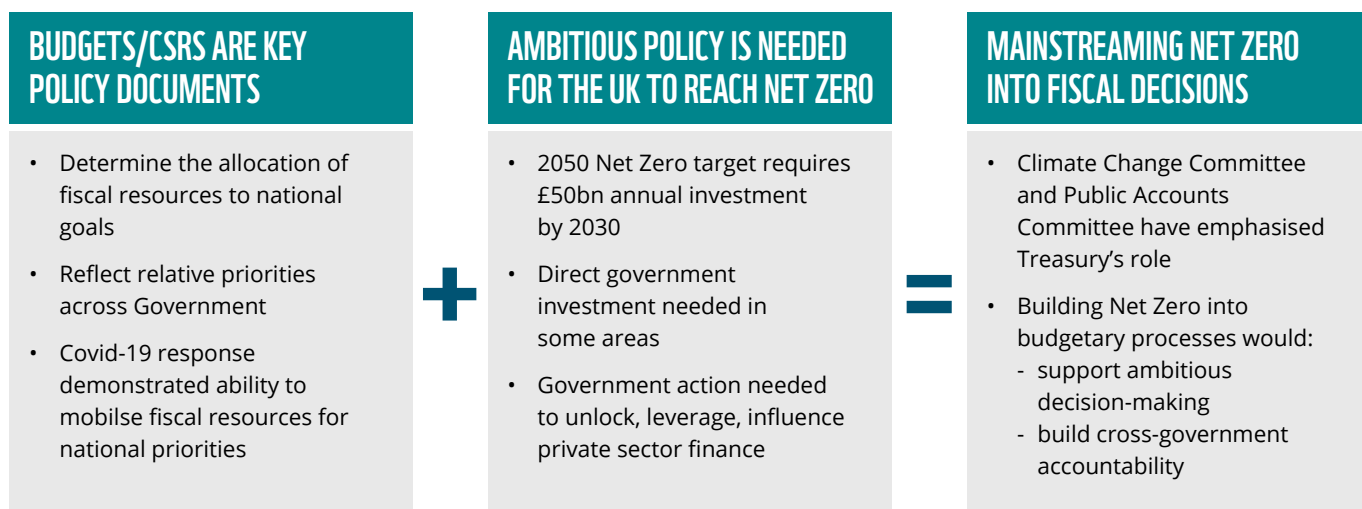 BUDGETS/CSRS ARE KEY
POLICY DOCUMENTS
• Determine the allocation of
fiscal resources to national
goals
• Reflect relative priorities
across Government
• Covid-19 response
demonstrated ability to
mobilse fiscal resources for
national priorities
+
AMBITIOUS POLICY IS NEEDED
FOR THE UK TO REACH NET ZERO
• 2050 Net Zero target requires
£50bn annual investment
by 2030
• Direct government
investment needed in
some areas
• Government action needed
to unlock, leverage, influence
private sector finance
=
MAINSTREAMING NET ZERO
INTO FISCAL DECISIONS
• Climate Change Committee
and Public Accounts
Committee have emphasised
Treasury’s role
• Building Net Zero into
budgetary processes would:
- support ambitious
decision-making
- build cross-government
accountability